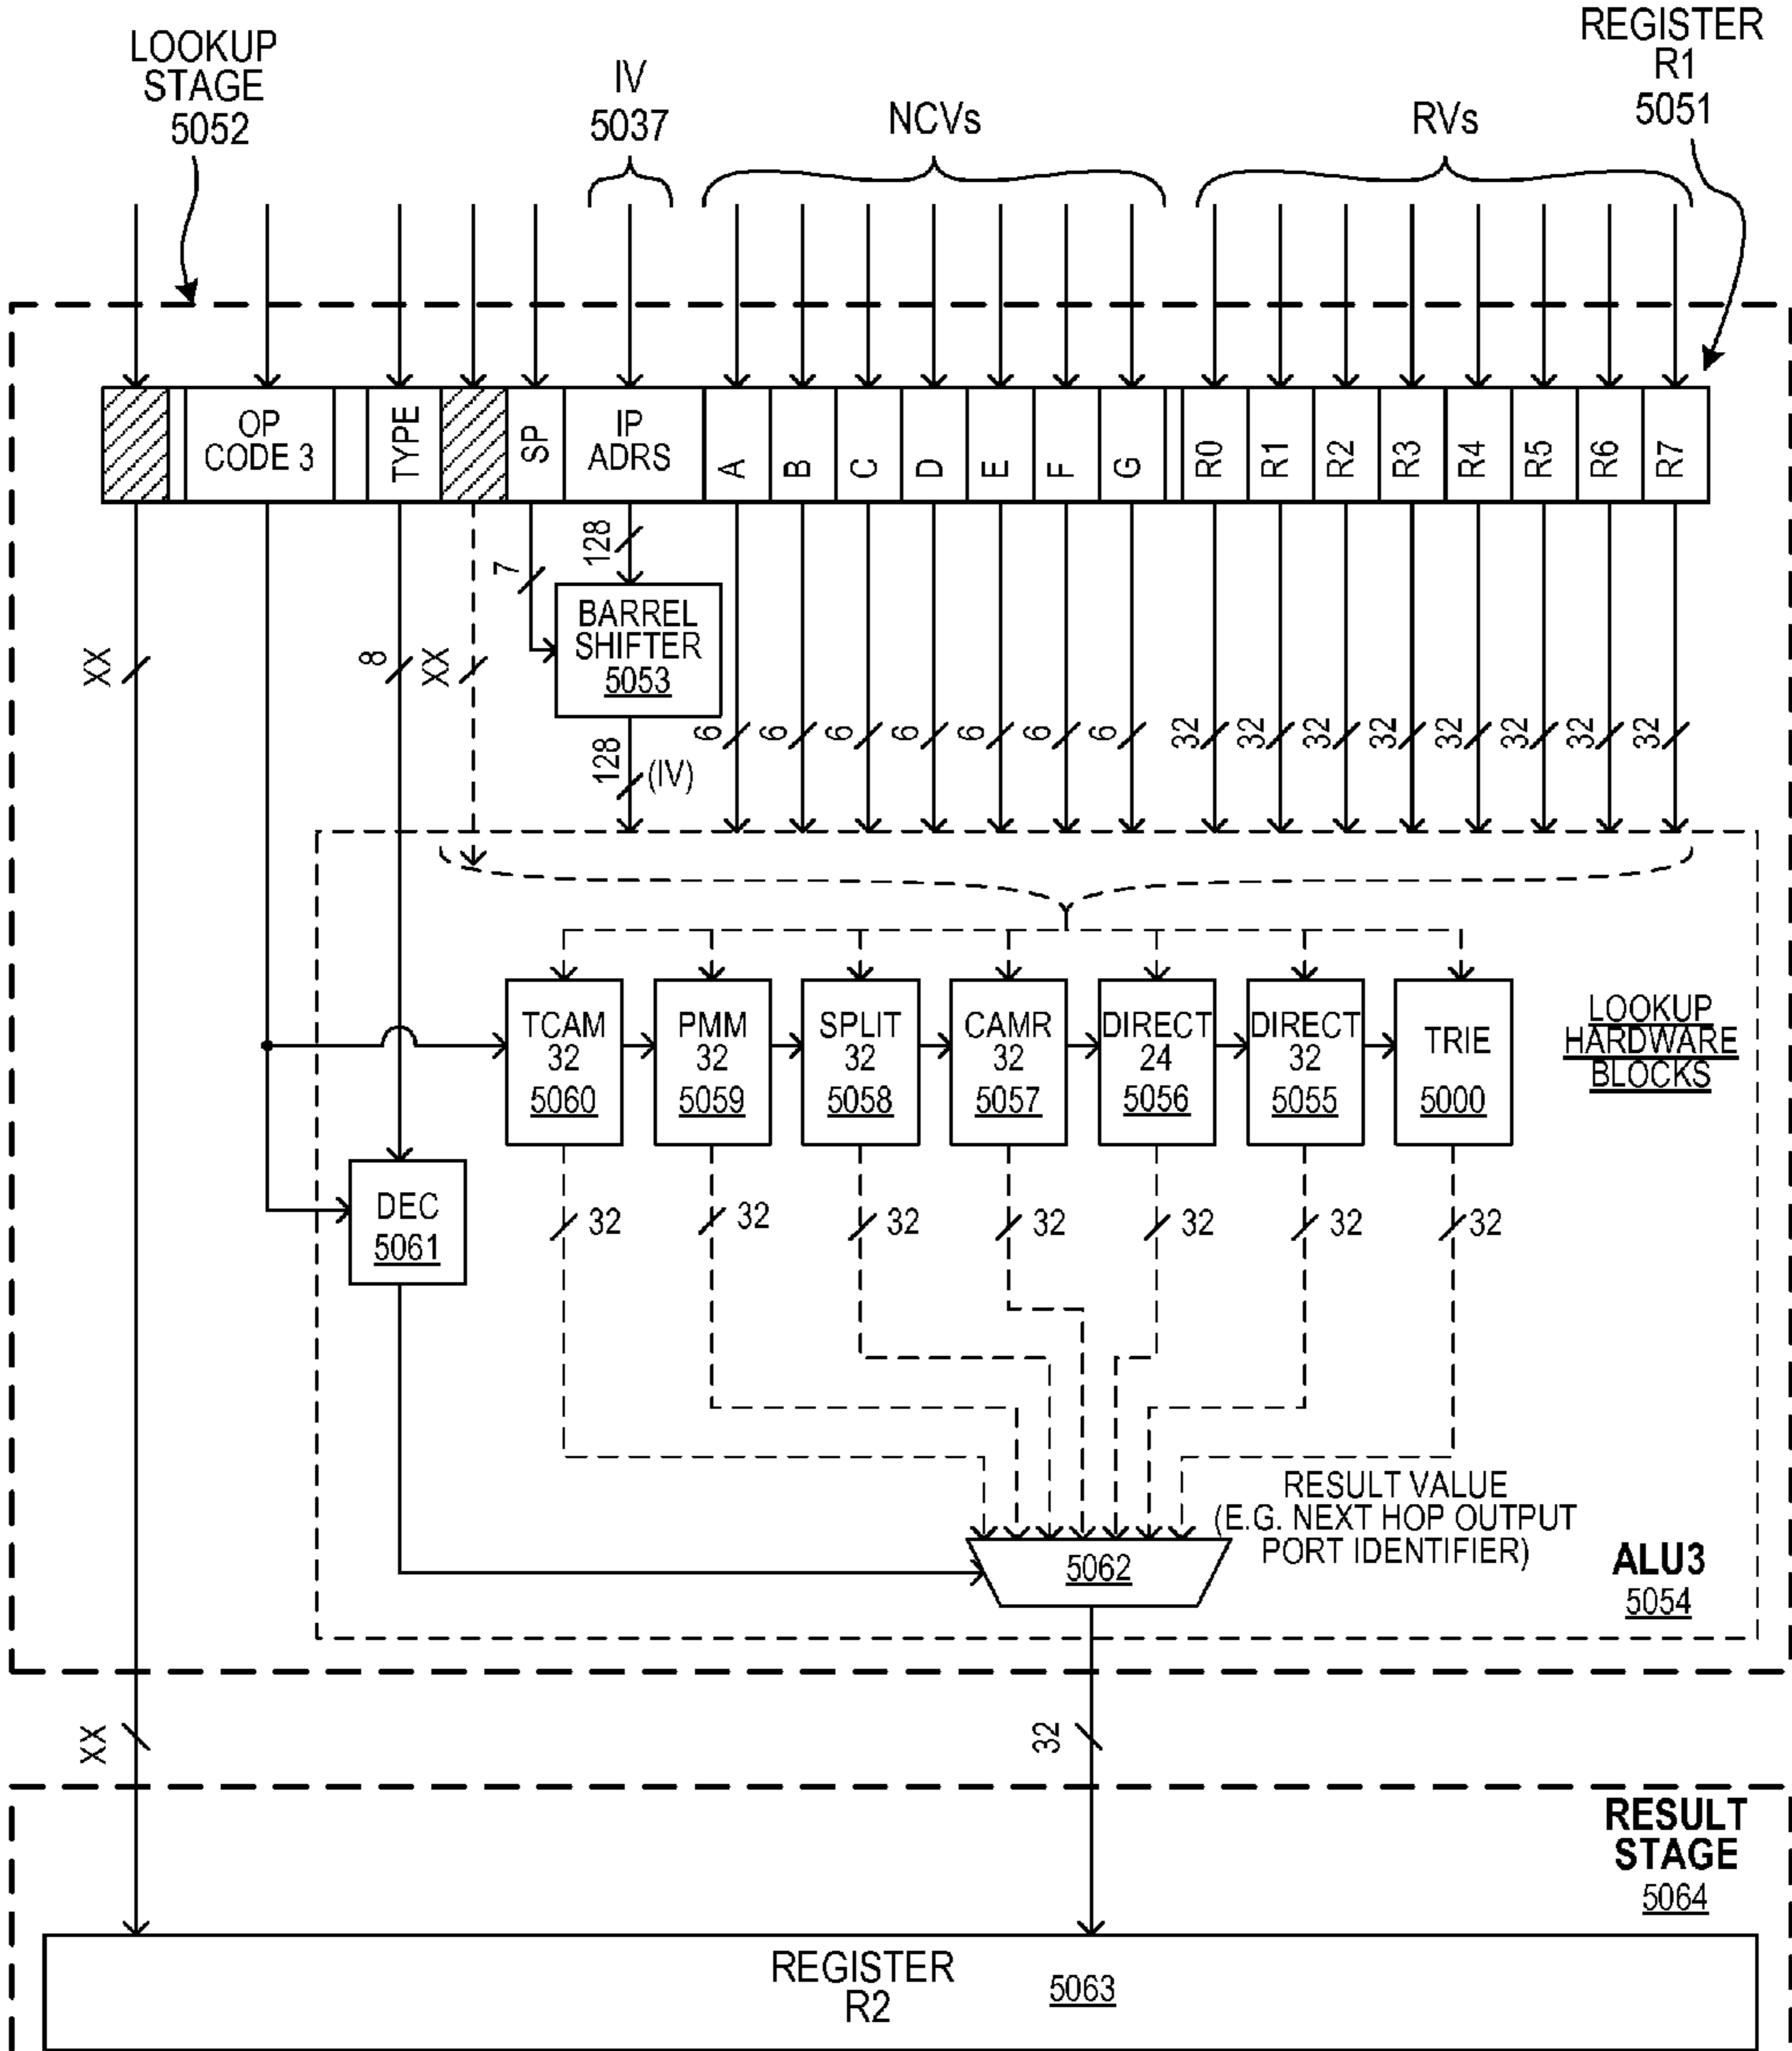 LOOKUP
STAGE
5052
IV
5037
NCVs
RVs
REGISTER
R1
5051
OP
CODE 3
TYPE
SP
IP
ADRS
A
B
C
D
E
F
G
R0
R1
R2
R3
R4
R5
R6
R7
7
128
BARREL
SHIFTER
5053
XX
8
XX
128
(IV)
6
6
6
6
6
6
6
32
32
32
32
32
32
32
32
TCAM
32
5060
PMM
32
5059
SPLIT
32
5058
CAMR
32
5057
DIRECT
24
5056
DIRECT
32
5055
TRIE
5000
LOOKUP
HARDWARE
BLOCKS
DEC
5061
32
32
32
32
32
32
32
RESULT VALUE
(E.G. NEXT HOP OUTPUT
PORT IDENTIFIER)
5062
ALU3
5054
XX
32
RESULT
STAGE
5064
REGISTER
R2
5063